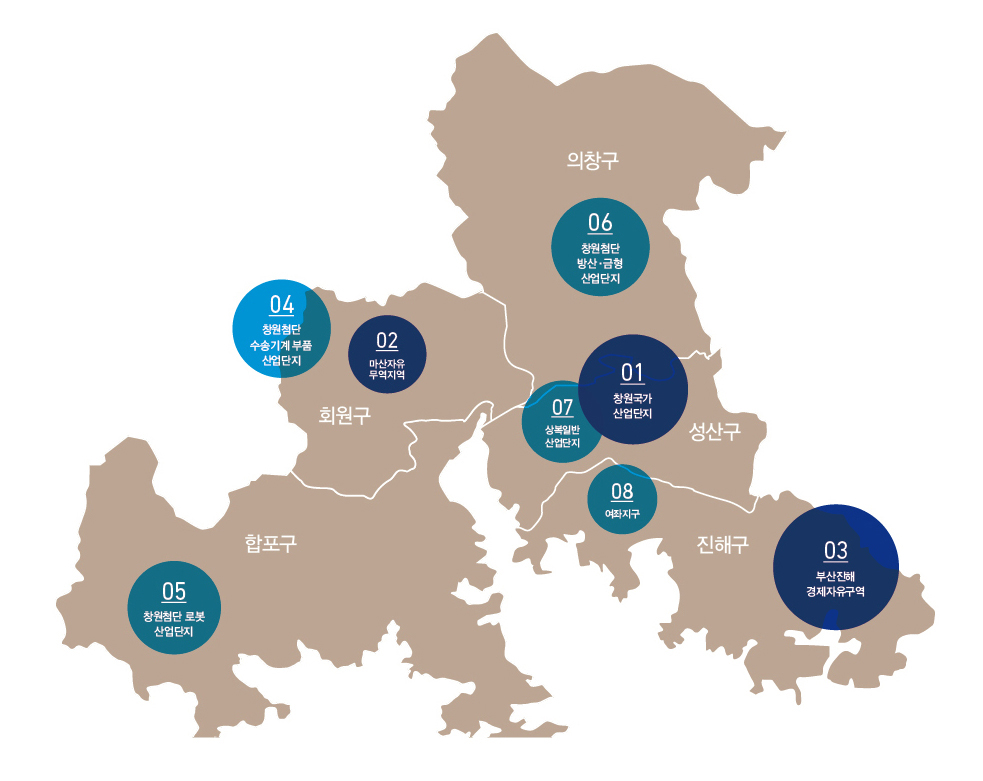 의창구
06
창원첨단
방산·금형
산업단지
04
창원첨단
수송기계 부품
산업단지
02
마산자유
무역지역
회원구
01
창원국가
산업단지
07
상복일반
산업단지
성산구
08
여좌지구
합포구
진해구
03
부산진해
경제자유구역
05
창원첨단 로봇
산업단지